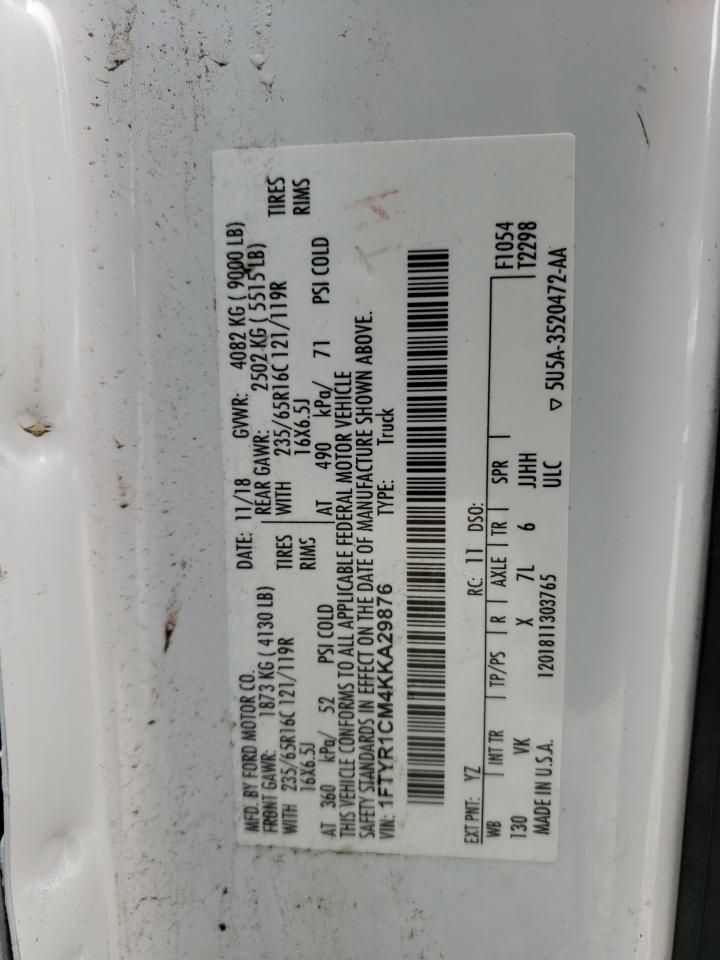 MFD. BY FORD MOTOR CO.
DATE: 11/18 GVWR: 4082 KG ( 9000 LB)
FRONT GAWR: 1873 KG ( 4130 LB) REAR GAWR: 2502 KG ( 5515 LB)
WITH 235/65R16C 121/119R TIRES WITH 235/65R16C 121/119R TIRES
16X6.5J RIMS 16X6.5J RIMS
AT 360 kPa/ 52 PSI COLD AT 490 kPa/ 71 PSI COLD
THIS VEHICLE CONFORMS TO ALL APPLICABLE FEDERAL MOTOR VEHICLE
SAFETY STANDARDS IN EFFECT ON THE DATE OF MANUFACTURE SHOWN ABOVE.
VIN: 1FTYR1CM4KKA29876 TYPE: Truck
EXT PNT: YZ RC: 11 DSO:
WB INT TR TP/PS R AXLE TR SPR F1054
130 VK X 7L 6 JJHH T2298
MADE IN U.S.A. 1201811303765 ULC ▽ 5U5A-3520472-AA